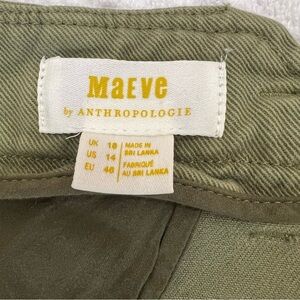 Maeve
by ANTHROPOLOGIE
UK 18
US 14
EU 46
MADE IN
SRI LANKA
FABRIQUÉ
AU SRI LANKA